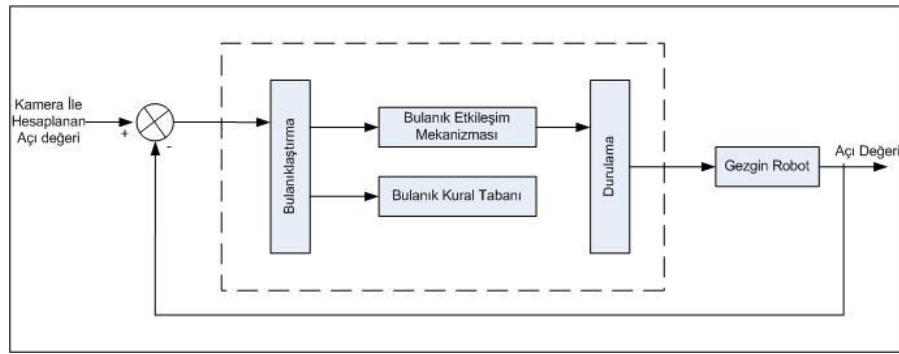 Kamera İle
Hesaplanan
Açı değeri
+
-
Bulanıklaştırma
Bulanık Etkileşim
Mekanizması
Bulanık Kural Tabanı
Durulama
Gezgin Robot
Açı Değeri